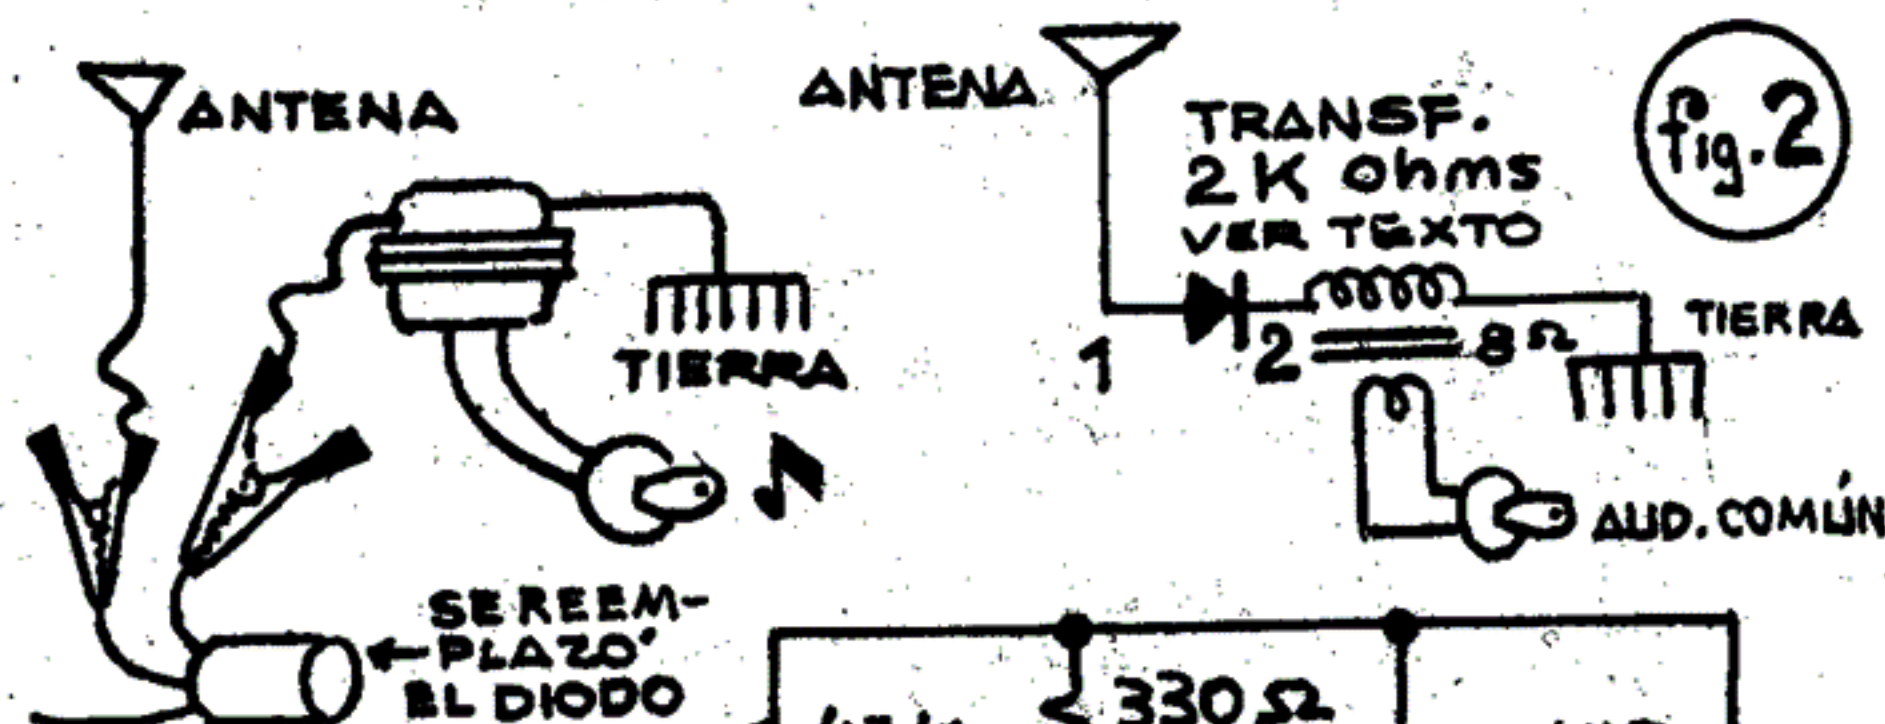 ANTENA
ANTENA
TRANSF.
2K Ohms
VER TEXTO
fig.2
TIERRA
TIERRA
1
2
8Ω
AUD. COMÚN
SE REEM-
PLAZO'
EL DIODO
330Ω